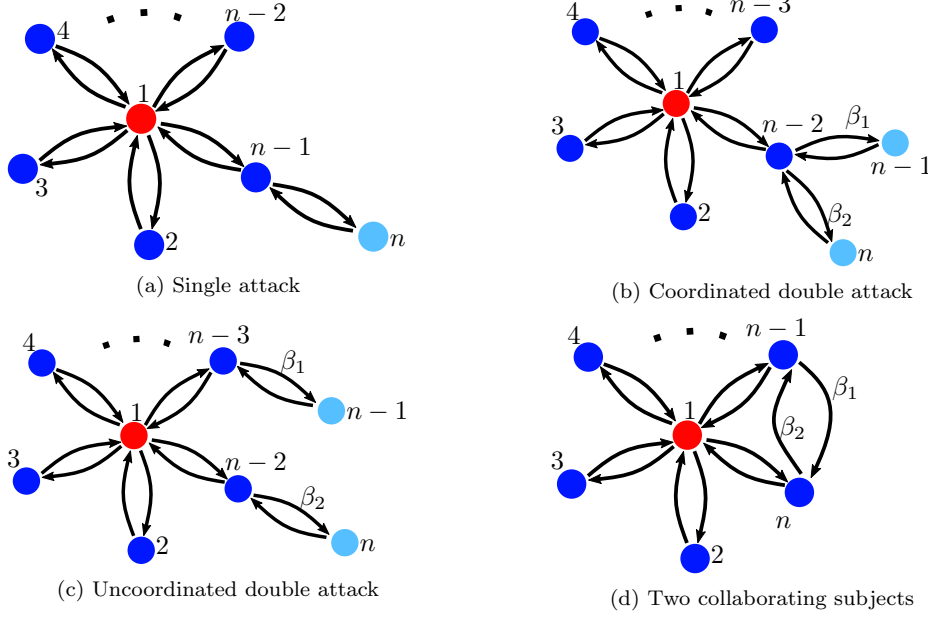 4
n − 2
1
n − 1
3
2
n
(a) Single attack
4
n − 3
1
n − 2
β₁
n − 1
3
2
β₂
n
(b) Coordinated double attack
4
n − 3
β₁
n − 1
1
n − 2
3
β₂
2
n
(c) Uncoordinated double attack
4
n − 1
β₁
1
β₂
3
n
2
(d) Two collaborating subjects